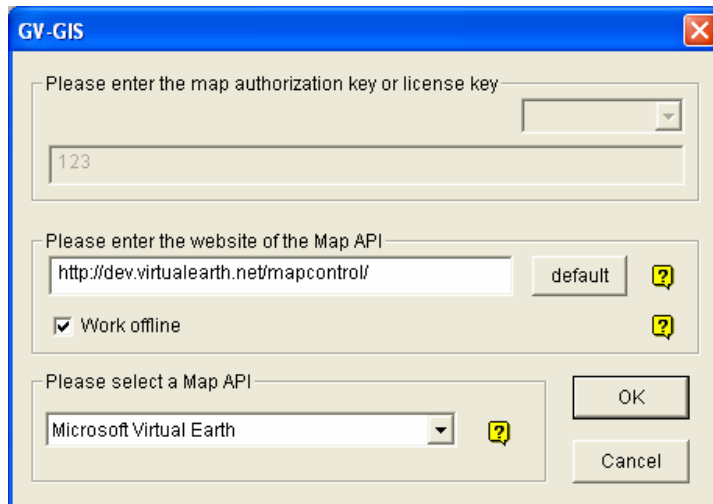 GV-GIS
Please enter the map authorization key or license key
123
Please enter the website of the Map API
http://dev.virtualearth.net/mapcontrol/
default
?
Work offline
?
Please select a Map API
Microsoft Virtual Earth
?
OK
Cancel